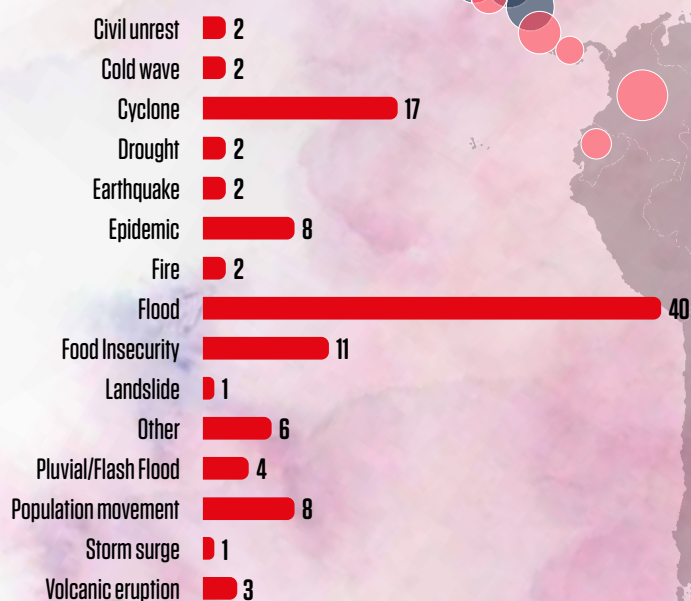 Civil unrest 2
Cold wave 2
Cyclone 17
Drought 2
Earthquake 2
Epidemic 8
Fire 2
Flood 40
Food Insecurity 11
Landslide 1
Other 6
Pluvial/Flash Flood 4
Population movement 8
Storm surge 1
Volcanic eruption 3